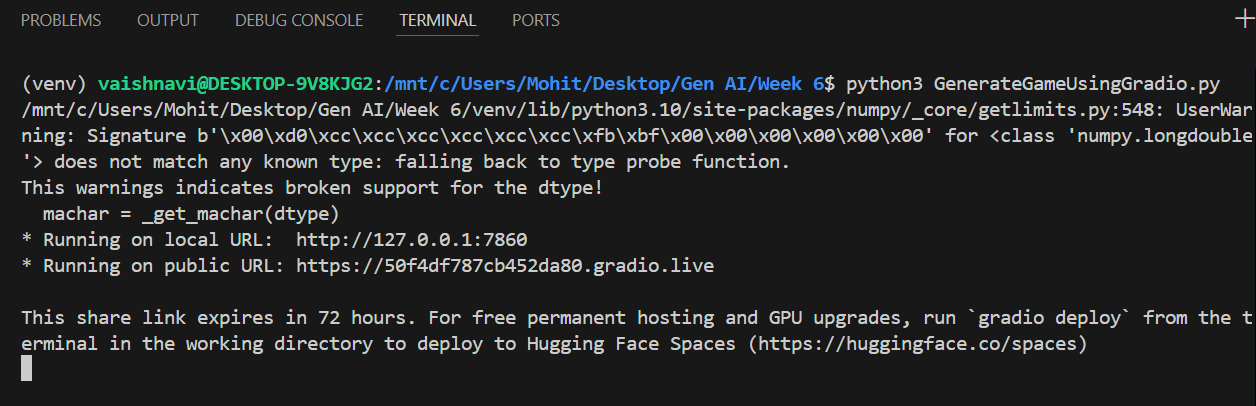 PROBLEMS OUTPUT DEBUG CONSOLE TERMINAL PORTS
(venv) vaishnavi@DESKTOP-9V8KJG2:/mnt/c/Users/Mohit/Desktop/Gen AI/Week 6$ python3 GenerateGameUsingGradio.py
/mnt/c/Users/Mohit/Desktop/Gen AI/Week 6/venv/lib/python3.10/site-packages/numpy/_core/getlimits.py:548: UserWar
ning: Signature b'\x00\xd0\xcc\xcc\xcc\xcc\xcc\xcc\xfb\xbf\x00\x00\x00\x00\x00\x00' for <class 'numpy.longdouble
'> does not match any known type: falling back to type probe function.
This warnings indicates broken support for the dtype!
  machar = _get_machar(dtype)
* Running on local URL:  http://127.0.0.1:7860
* Running on public URL: https://50f4df787cb452da80.gradio.live

This share link expires in 72 hours. For free permanent hosting and GPU upgrades, run `gradio deploy` from the t
erminal in the working directory to deploy to Hugging Face Spaces (https://huggingface.co/spaces)